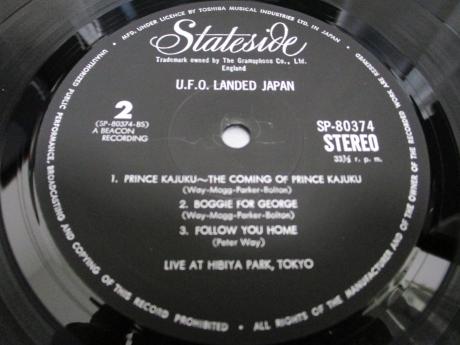 MFD. UNDER LICENCE BY TOSHIBA MUSICAL INDUSTRIES LTD. IN JAPAN.
Stateside
Trademark owned by The Gramophone Co., Ltd.
England
U.F.O. LANDED JAPAN
2
(SP-80374-BS)
A BEACON
RECORDING
SP-80374
STEREO
33⅓ r. p. m.
1. PRINCE KAJUKU~THE COMING OF PRINCE KAJUKU
(Way-Mogg-Parker-Bolton)
2. BOGGIE FOR GEORGE
(Way-Mogg-Parker-Bolton)
3. FOLLOW YOU HOME
(Peter Way)
LIVE AT HIBIYA PARK, TOKYO
UNAUTHORIZED PUBLIC PERFORMANCE, BROADCASTING AND COPYING OF THIS RECORD PROHIBITED • ALL RIGHTS OF THE MANUFACTURER AND OF THE OWNER OF THE RECORDED WORK ARE RESERVED